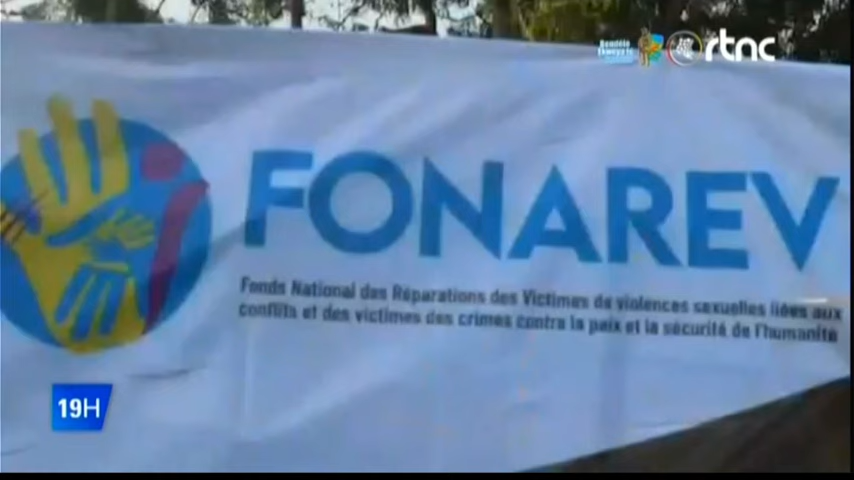 rtnc
FONAREV
Fonds National des Réparations des Victimes de violences sexuelles liées aux
conflits et des victimes des crimes contre la paix et la sécurité de l'humanité
19H